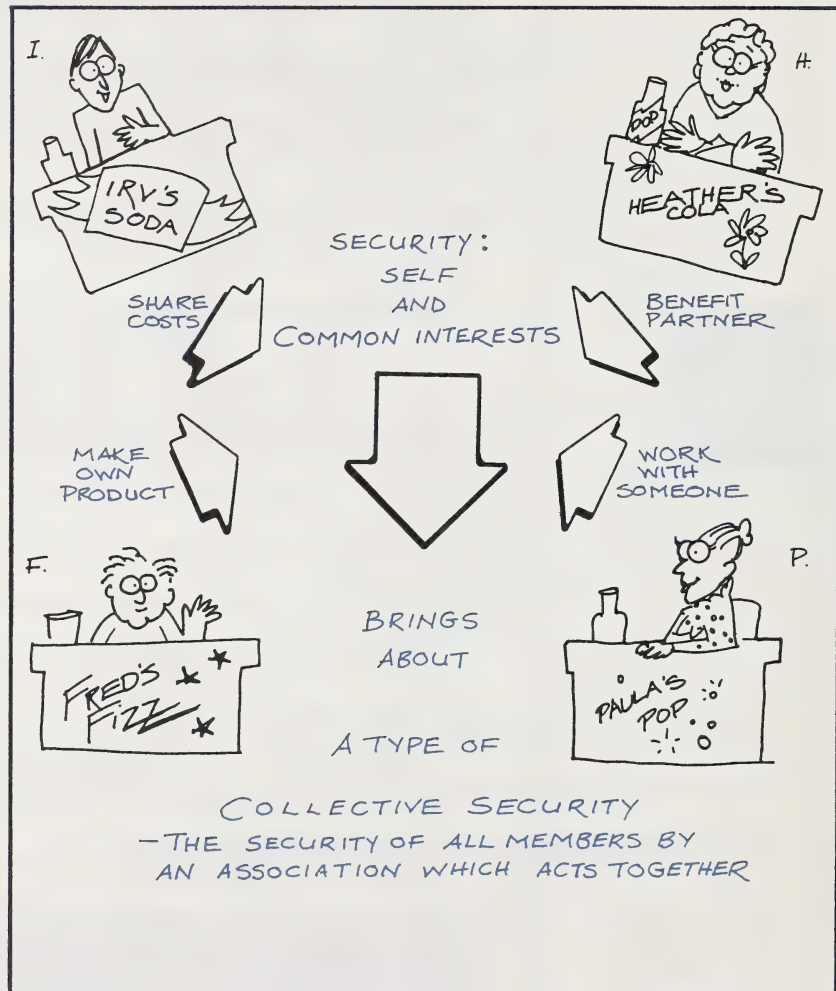 I.
H.
POP
IRV'S
SODA
HEATHER'S
COLA
SECURITY:
SELF
AND
COMMON INTERESTS
SHARE
COSTS
BENEFIT
PARTNER
MAKE
OWN
PRODUCT
WORK
WITH
SOMEONE
F.
P.
FRED'S
FIZZ
PAULA'S
POP
BRINGS
ABOUT
A TYPE OF
COLLECTIVE SECURITY
– THE SECURITY OF ALL MEMBERS BY
AN ASSOCIATION WHICH ACTS TOGETHER